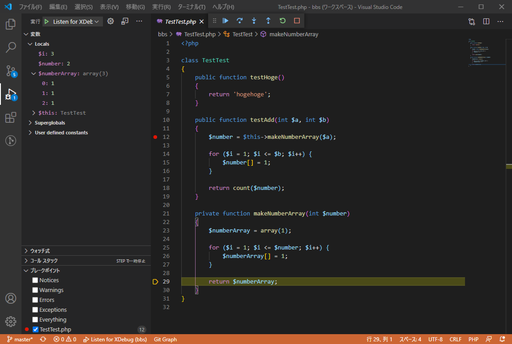 ファイル(F) 編集(E) 選択(S) 表示(V) 移動(G) 実行(R) ターミナル(T) ヘルプ(H) TestTest.php - bbs (ワークスペース) - Visual Studio Code
実行 Listen for XDeb
TestTest.php
bbs > TestTest.php > TestTest > makeNumberArray
変数
Locals
$i: 3
$number: 2
$numberArray: array(3)
0: 1
1: 1
2: 1
$this: TestTest
Superglobals
User defined constants
ウォッチ式
コール スタック STEP で一時停止
ブレークポイント
Notices
Warnings
Errors
Exceptions
Everything
TestTest.php 12
1 <?php
2
3 class TestTest
4 {
5 public function testHoge()
6 {
7 return 'hogehoge';
8 }
9
10 public function testAdd(int $a, int $b)
11 {
12 $number = $this->makeNumberArray($a);
13
14 for ($i = 1; $i <= $b; $i++) {
15 $number[] = 1;
16 }
17
18 return count($number);
19 }
20
21 private function makeNumberArray(int $number)
22 {
23 $numberArray = array(1);
24
25 for ($i = 1; $i <= $number; $i++) {
26 $numberArray[] = 1;
27 }
28
29 return $numberArray;
30 }
31 }
32
master* 0 0 Listen for XDebug (bbs) Git Graph 行 29, 列 1 スペース: 4 UTF-8 CRLF PHP